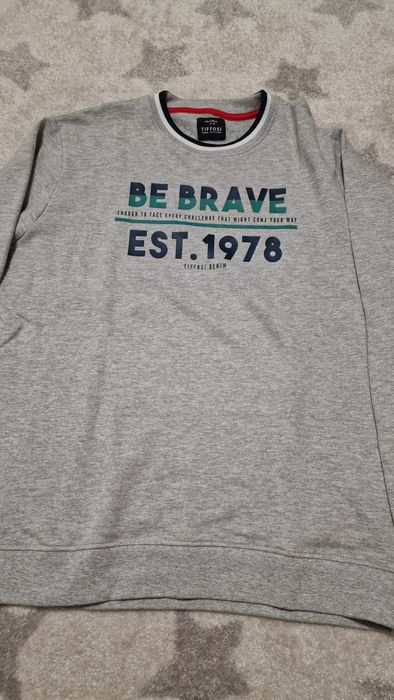 TIFFOSI
BE BRAVE
ENOUGH TO FACE EVERY CHALLENGE THAT MIGHT COME YOUR WAY
EST.1978
TIFFOSI DENIM